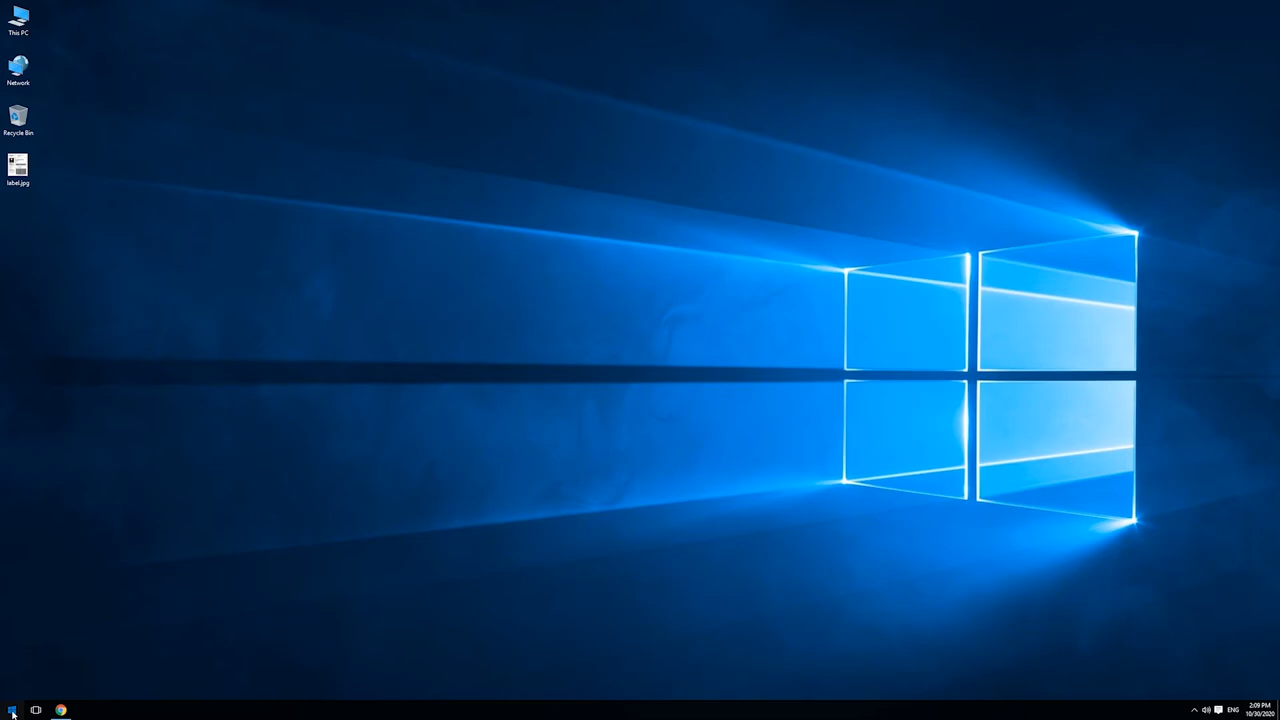 This PC
Network
Recycle Bin
label.jpg
ENG
2:09 PM
10/30/2020